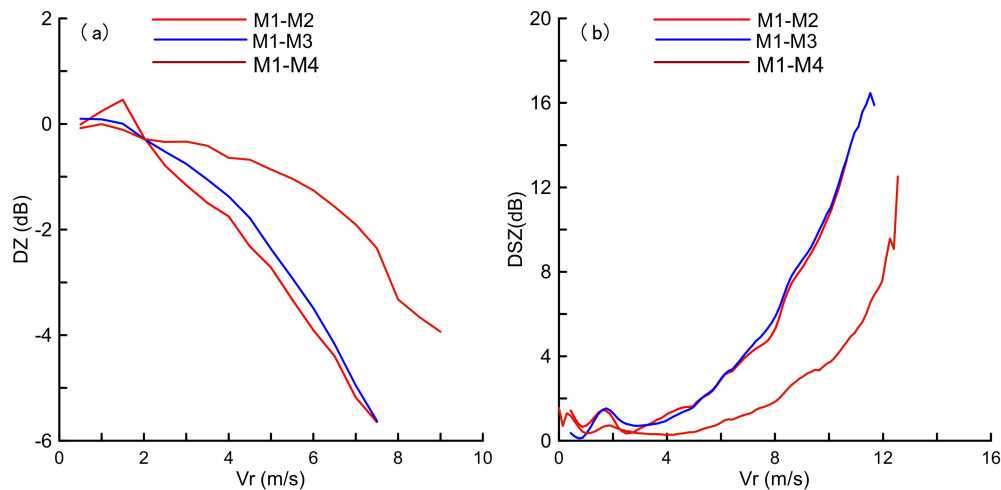 (a)
M1-M2
M1-M3
M1-M4
2
0
-2
-4
-6
DZ (dB)
0 2 4 6 8 10
Vr (m/s)
(b)
M1-M2
M1-M3
M1-M4
20
16
12
8
4
0
DSZ(dB)
0 4 8 12 16
Vr (m/s)